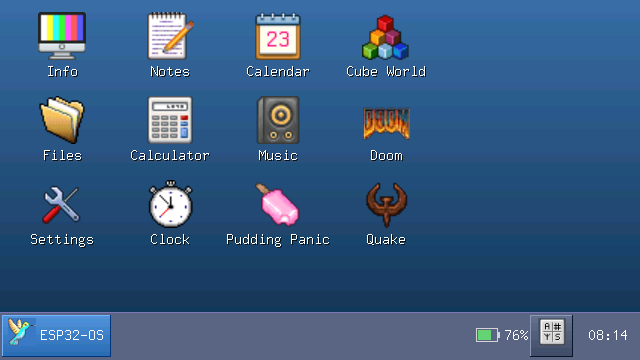 23
Info Notes Calendar Cube World
DOOM
Files Calculator Music Doom
Settings Clock Pudding Panic Quake
ESP32-OS 76% A# TS 08:14